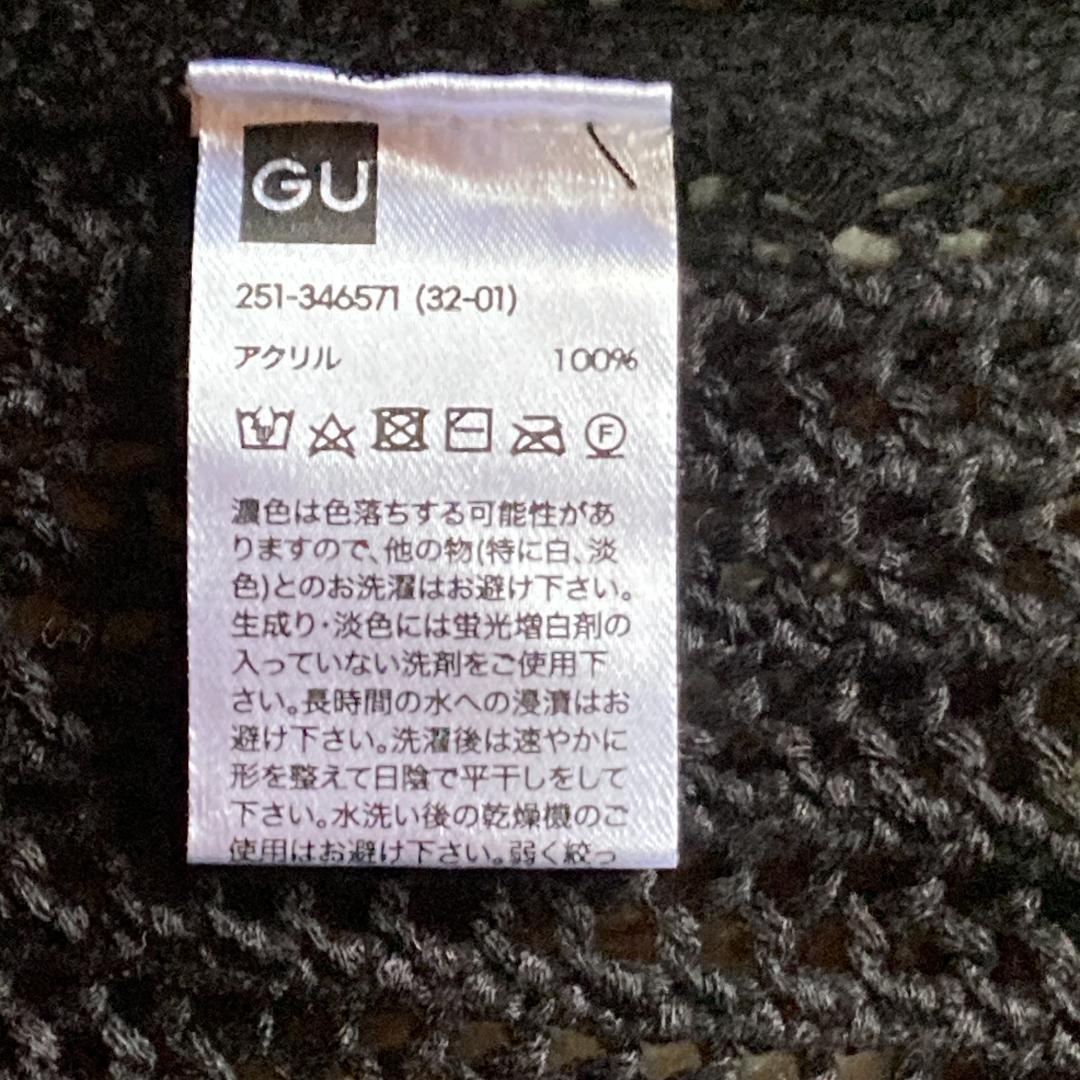 GU
251-346571 (32-01)
アクリル 100%
F
濃色は色落ちする可能性があ
りますので、他の物(特に白、淡
色)とのお洗濯はお避け下さい。
生成り・淡色には蛍光増白剤の
入っていない洗剤をご使用下
さい。長時間の水への浸漬はお
避け下さい。洗濯後は速やかに
形を整えて日陰で平干しをして
下さい。水洗い後の乾燥機のご
使用はお避け下さい。弱く絞っ